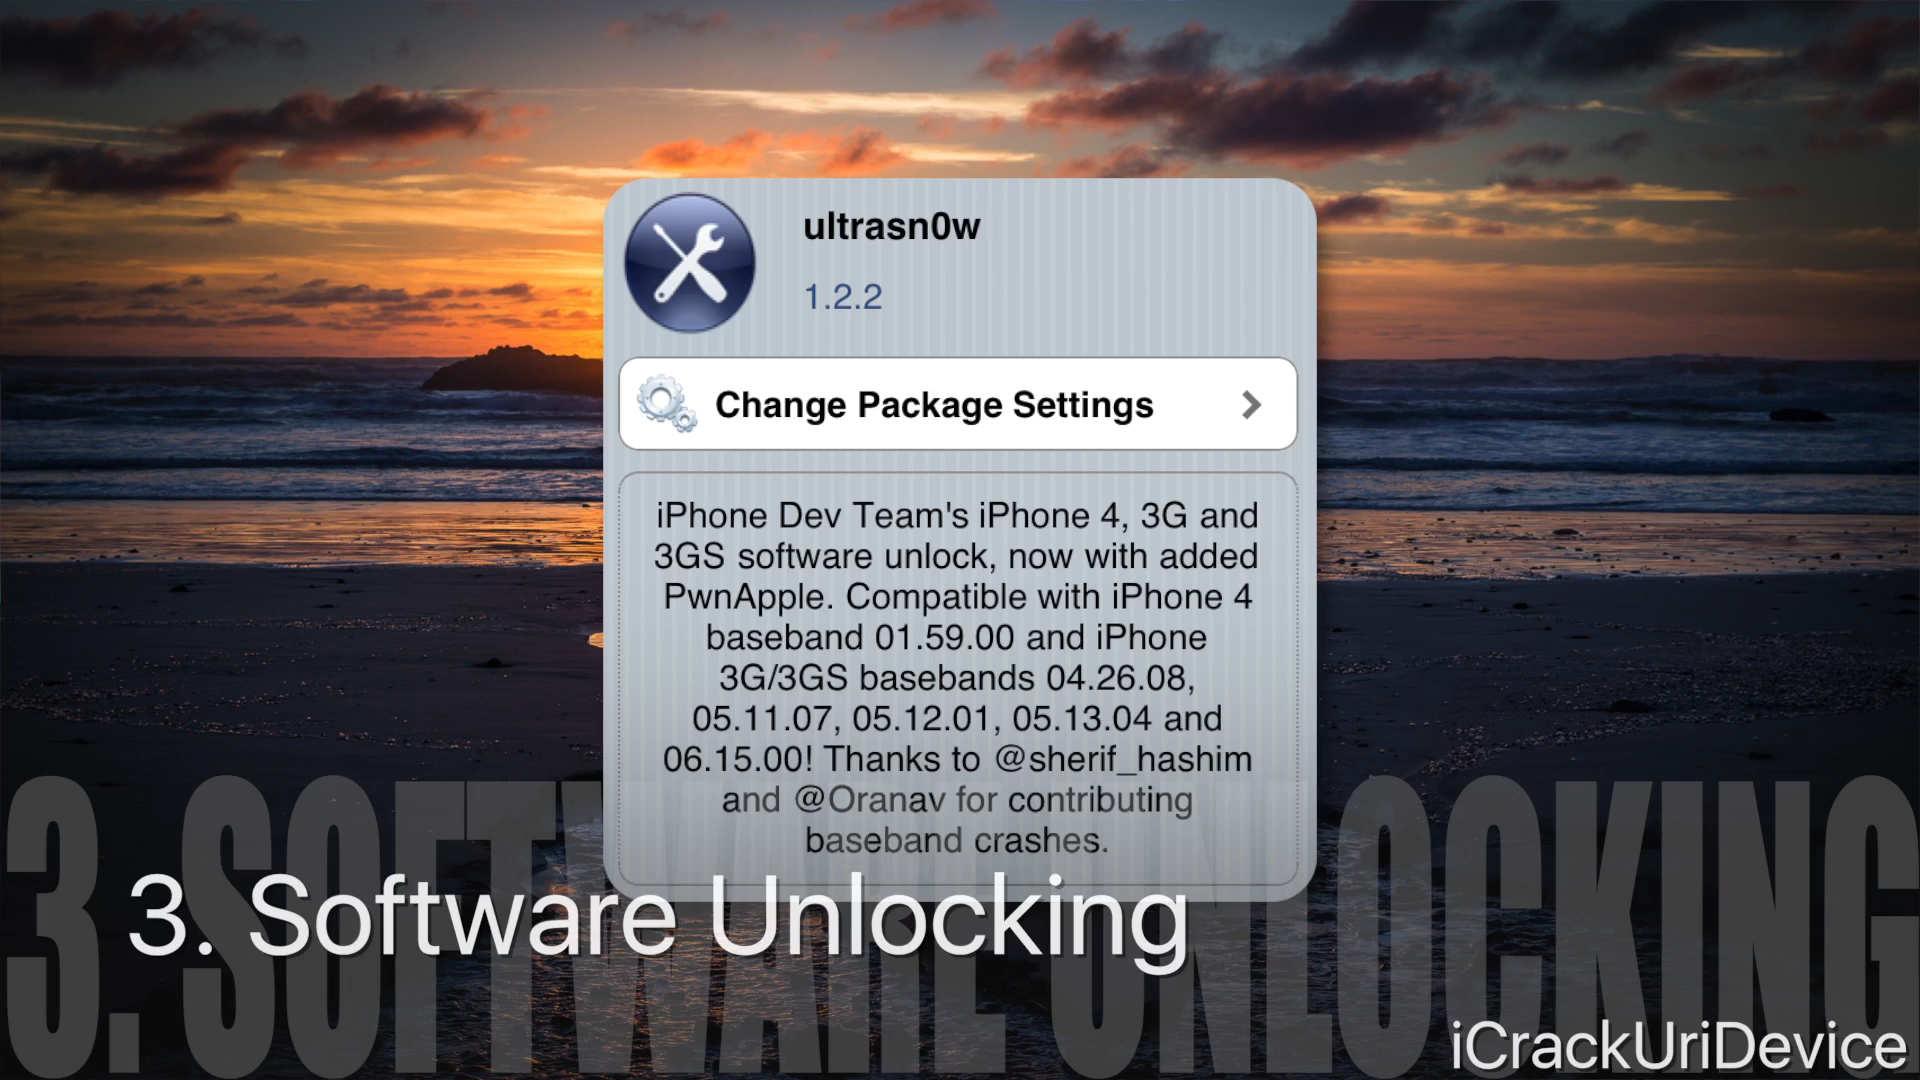 ultrasn0w
1.2.2
Change Package Settings
iPhone Dev Team's iPhone 4, 3G and
3GS software unlock, now with added
PwnApple. Compatible with iPhone 4
baseband 01.59.00 and iPhone
3G/3GS basebands 04.26.08,
05.11.07, 05.12.01, 05.13.04 and
06.15.00! Thanks to @sherif_hashim
and @Oranav for contributing
baseband crashes.
3. SOFTWARE UNLOCKING
3. Software Unlocking
iCrackUriDevice